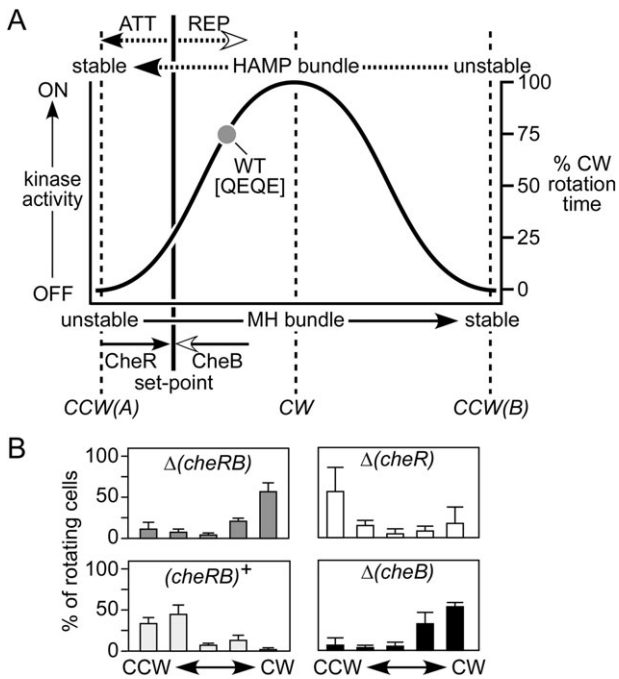 A
ATT REP
stable HAMP bundle unstable
ON
kinase
activity
OFF
100
75
50
25
0
% CW
rotation
time
WT
[QEQE]
unstable MH bundle stable
CheR CheB
set-point
CCW(A) CW CCW(B)
B
% of rotating cells
100
50
0
Δ(cheRB)
Δ(cheR)
100
50
0
(cheRB)+
Δ(cheB)
CCW CW
CCW CW